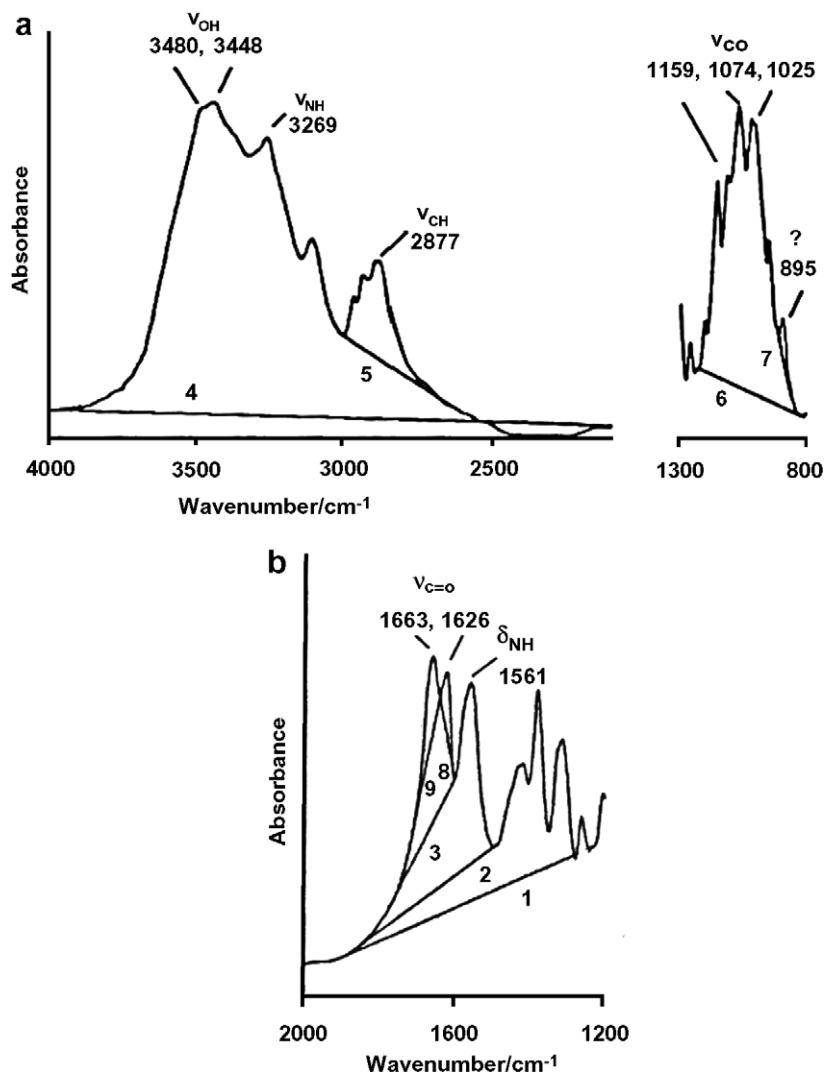 a
νOH
3480, 3448
νNH
3269
νCH
2877
4
5
Absorbance
4000 3500 3000 2500
Wavenumber/cm-1
νCO
1159, 1074, 1025
?
895
7
6
1300 800
b
νC=O
1663, 1626
δNH
1561
8
9
3
2
1
Absorbance
2000 1600 1200
Wavenumber/cm-1